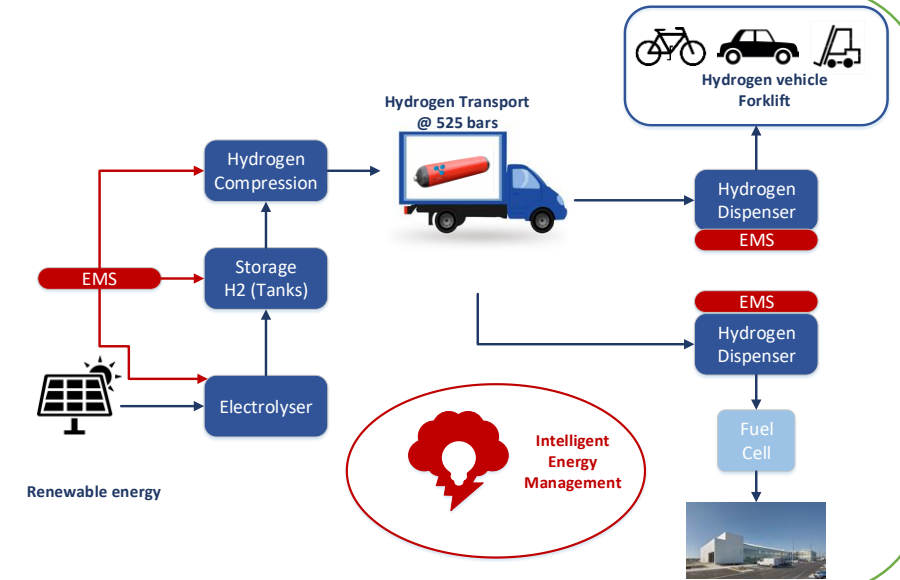 Hydrogen vehicle
Forklift
Hydrogen Transport
@ 525 bars
Hydrogen
Compression
Hydrogen
Dispenser
EMS
EMS
Storage
H2 (Tanks)
EMS
Hydrogen
Dispenser
Electrolyser
Fuel
Cell
Intelligent
Energy
Management
Renewable energy